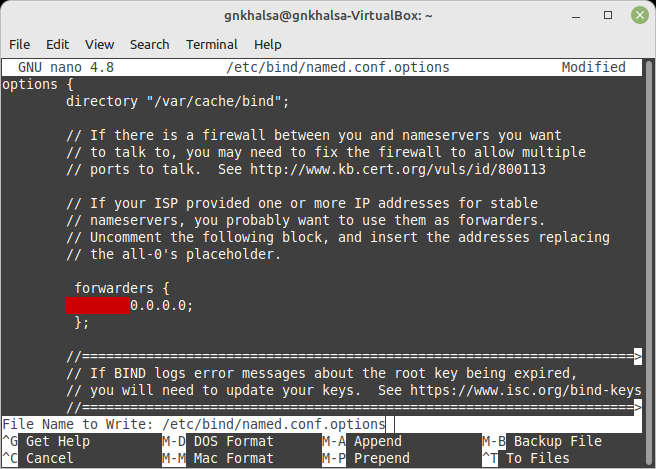 gnkhalsa@gnkhalsa-VirtualBox: ~
File Edit View Search Terminal Help
GNU nano 4.8 /etc/bind/named.conf.options Modified
options {
directory "/var/cache/bind";
// If there is a firewall between you and nameservers you want
// to talk to, you may need to fix the firewall to allow multiple
// ports to talk.  See http://www.kb.cert.org/vuls/id/800113
// If your ISP provided one or more IP addresses for stable
// nameservers, you probably want to use them as forwarders.
// Uncomment the following block, and insert the addresses replacing
// the all-0's placeholder.
forwarders {
0.0.0.0;
};
//=====================================================================>
// If BIND logs error messages about the root key being expired,
// you will need to update your keys.  See https://www.isc.org/bind-keys
//=====================================================================>
File Name to Write: /etc/bind/named.conf.options
^G Get Help M-D DOS Format M-A Append M-B Backup File
^C Cancel M-M Mac Format M-P Prepend ^T To Files